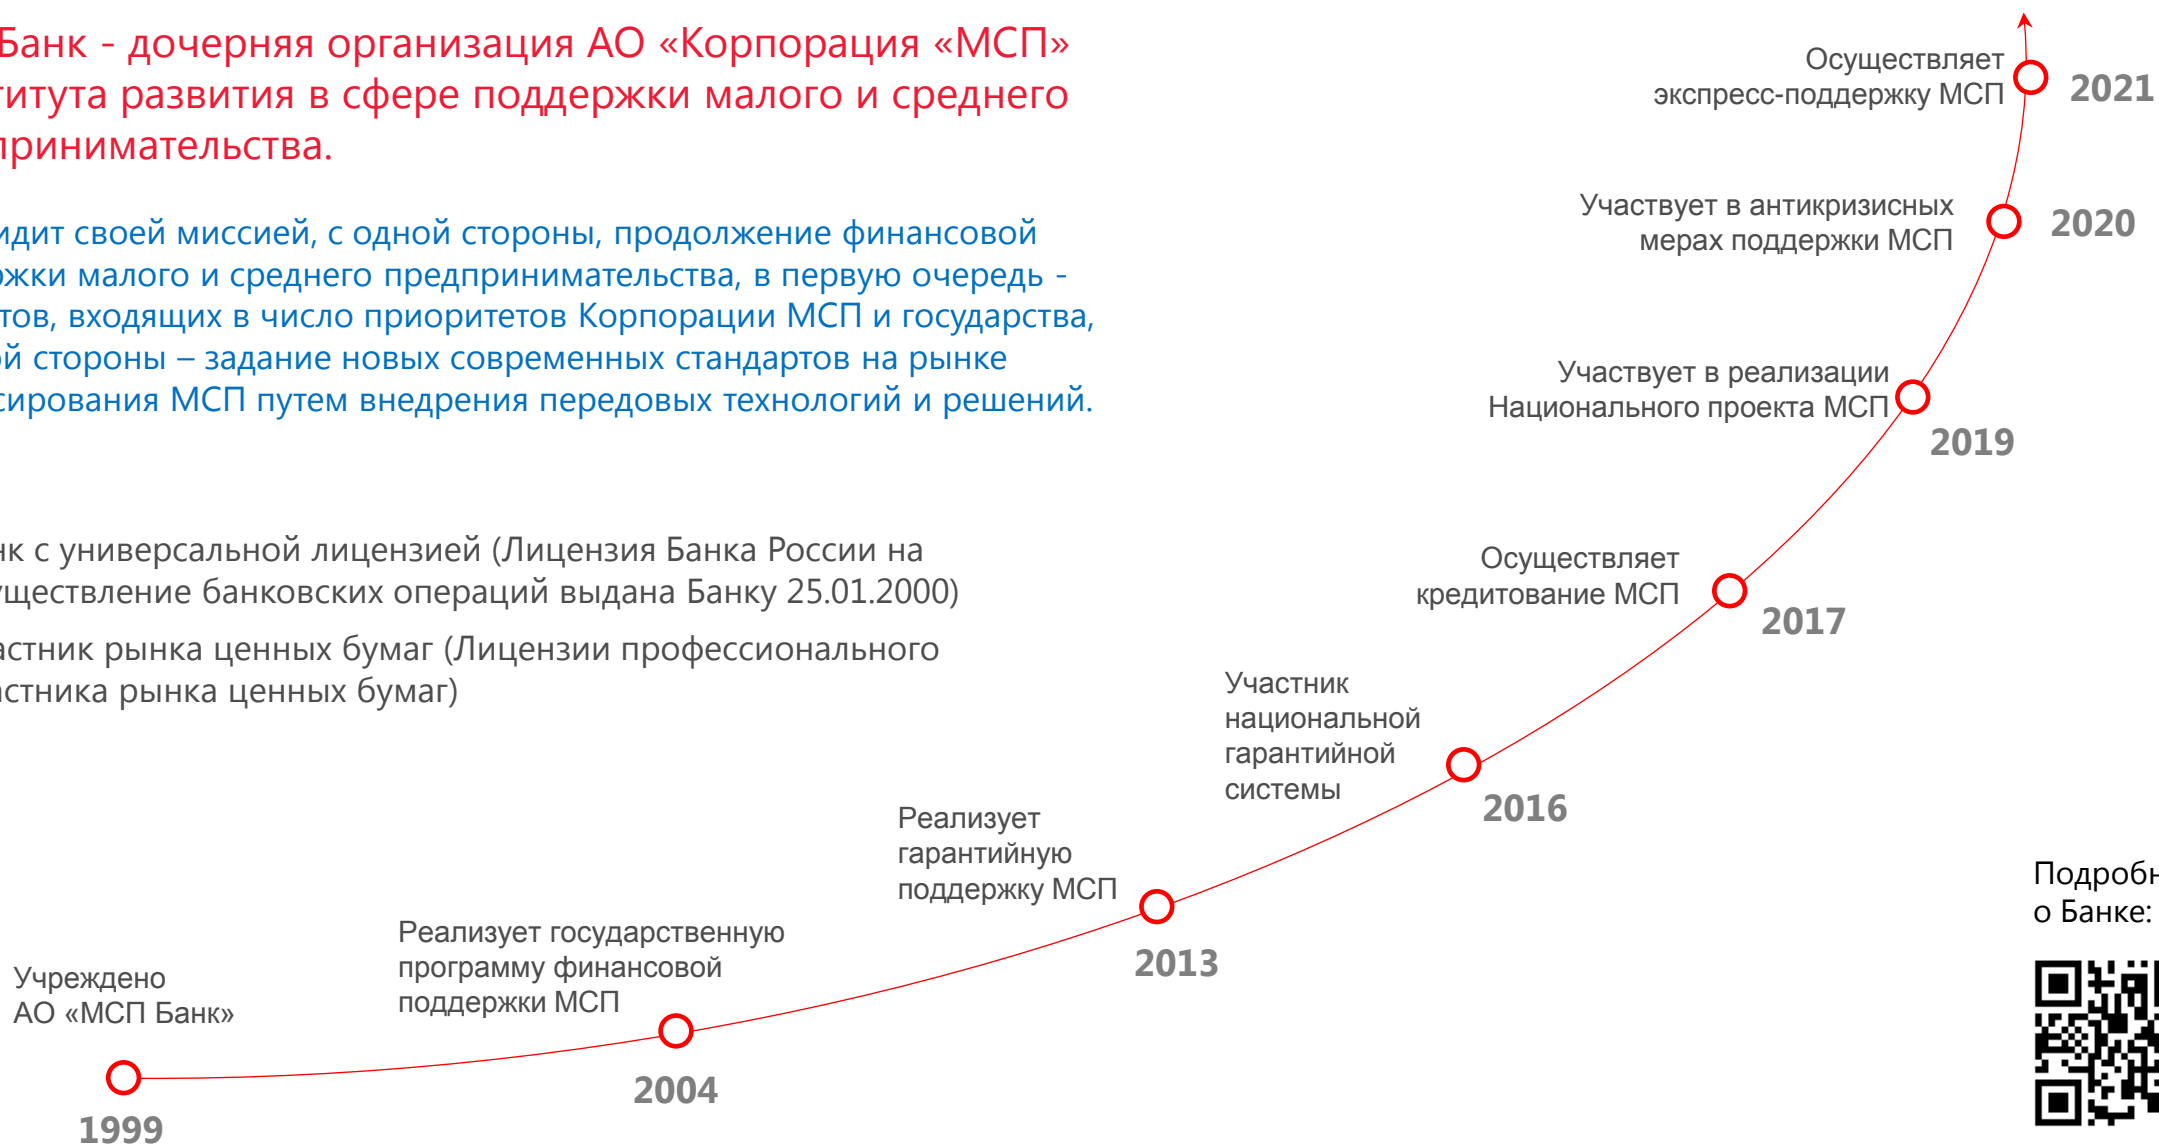 Банк - дочерняя организация АО «Корпорация «МСП»
титута развития в сфере поддержки малого и среднего
принимательства.
идит своей миссией, с одной стороны, продолжение финансовой
жки малого и среднего предпринимательства, в первую очередь -
тов, входящих в число приоритетов Корпорации МСП и государства,
й стороны – задание новых современных стандартов на рынке
сирования МСП путем внедрения передовых технологий и решений.
нк с универсальной лицензией (Лицензия Банка России на
уществление банковских операций выдана Банку 25.01.2000)
астник рынка ценных бумаг (Лицензии профессионального
астника рынка ценных бумаг)
Учреждено
АО «МСП Банк»
1999
Реализует государственную
программу финансовой
поддержки МСП
2004
Реализует
гарантийную
поддержку МСП
2013
Участник
национальной
гарантийной
системы
2016
Осуществляет
кредитование МСП
2017
Участвует в реализации
Национального проекта МСП
2019
Участвует в антикризисных
мерах поддержки МСП
2020
Осуществляет
экспресс-поддержку МСП
2021
Подробн
о Банке: